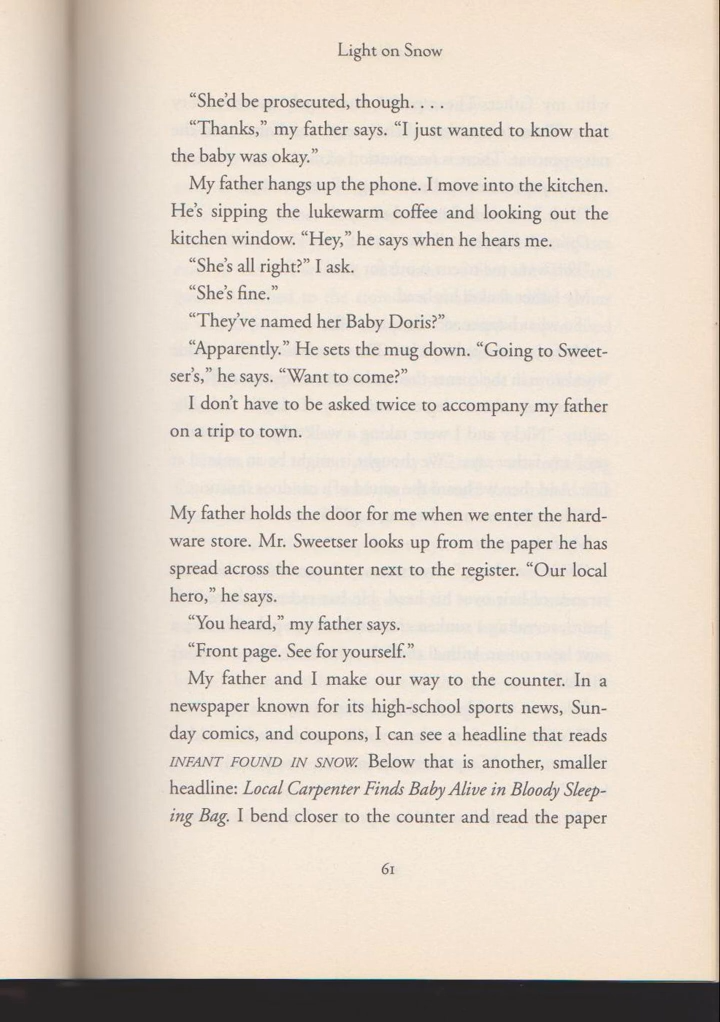 Light on Snow
“She’d be prosecuted, though. . . .
“Thanks,” my father says. “I just wanted to know that
the baby was okay.”
My father hangs up the phone. I move into the kitchen.
He’s sipping the lukewarm coffee and looking out the
kitchen window. “Hey,” he says when he hears me.
“She’s all right?” I ask.
“She’s fine.”
“They’ve named her Baby Doris?”
“Apparently.” He sets the mug down. “Going to Sweet-
ser’s,” he says. “Want to come?”
I don’t have to be asked twice to accompany my father
on a trip to town.
My father holds the door for me when we enter the hard-
ware store. Mr. Sweetser looks up from the paper he has
spread across the counter next to the register. “Our local
hero,” he says.
“You heard,” my father says.
“Front page. See for yourself.”
My father and I make our way to the counter. In a
newspaper known for its high-school sports news, Sun-
day comics, and coupons, I can see a headline that reads
INFANT FOUND IN SNOW. Below that is another, smaller
headline: Local Carpenter Finds Baby Alive in Bloody Sleep-
ing Bag. I bend closer to the counter and read the paper
61